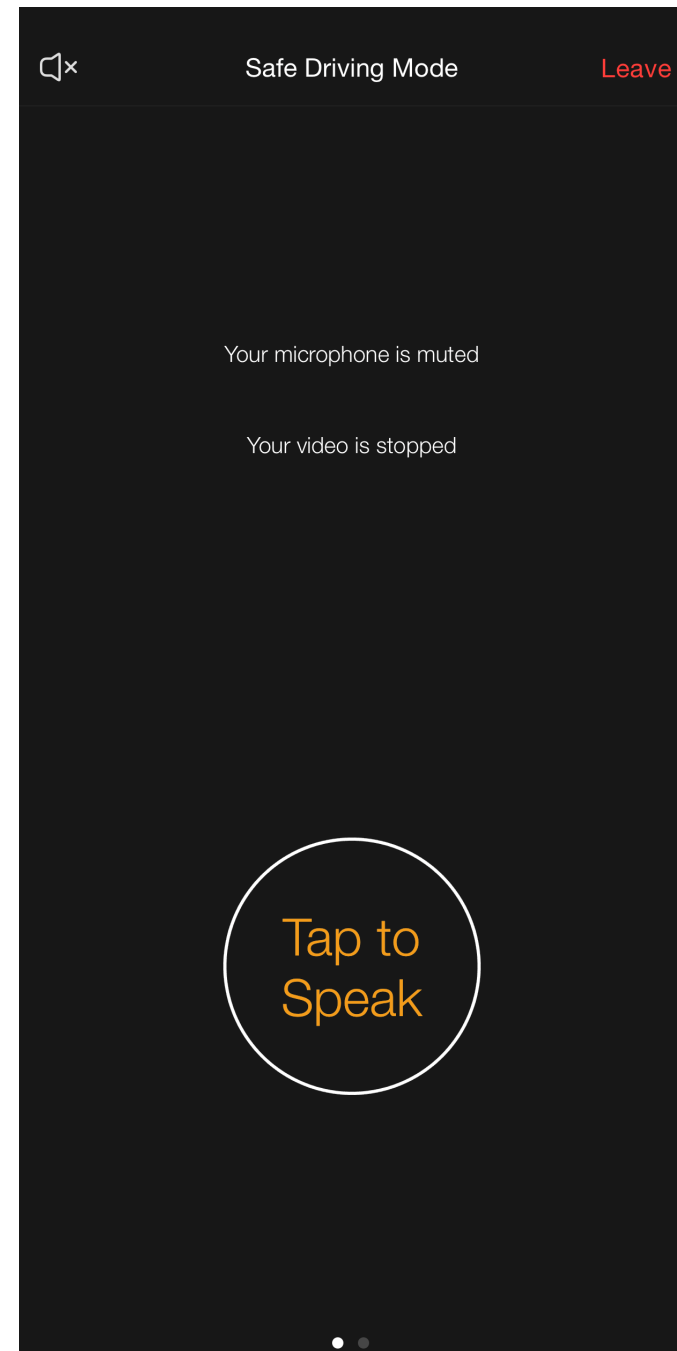 Safe Driving Mode
Leave
Your microphone is muted
Your video is stopped
Tap to
Speak